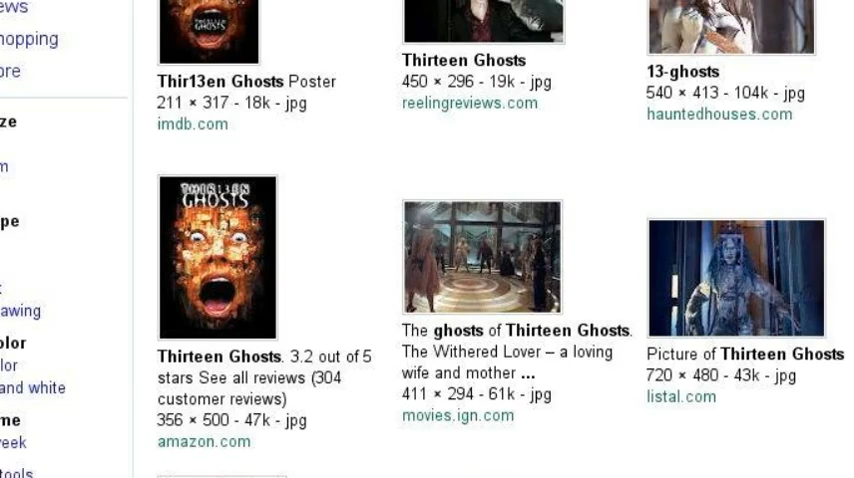 ews
hopping
ore
ze
m
pe
awing
olor
lor
and white
me
eek
tools
Thir13en Ghosts Poster
211 × 317 - 18k - jpg
imdb.com
Thirteen Ghosts
450 × 296 - 19k - jpg
reelingreviews.com
13-ghosts
540 × 413 - 104k - jpg
hauntedhouses.com
GHOSTS
Thirteen Ghosts. 3.2 out of 5
stars See all reviews (304
customer reviews)
356 × 500 - 47k - jpg
amazon.com
The ghosts of Thirteen Ghosts.
The Withered Lover – a loving
wife and mother ...
411 × 294 - 61k - jpg
movies.ign.com
Picture of Thirteen Ghosts
720 × 480 - 43k - jpg
listal.com